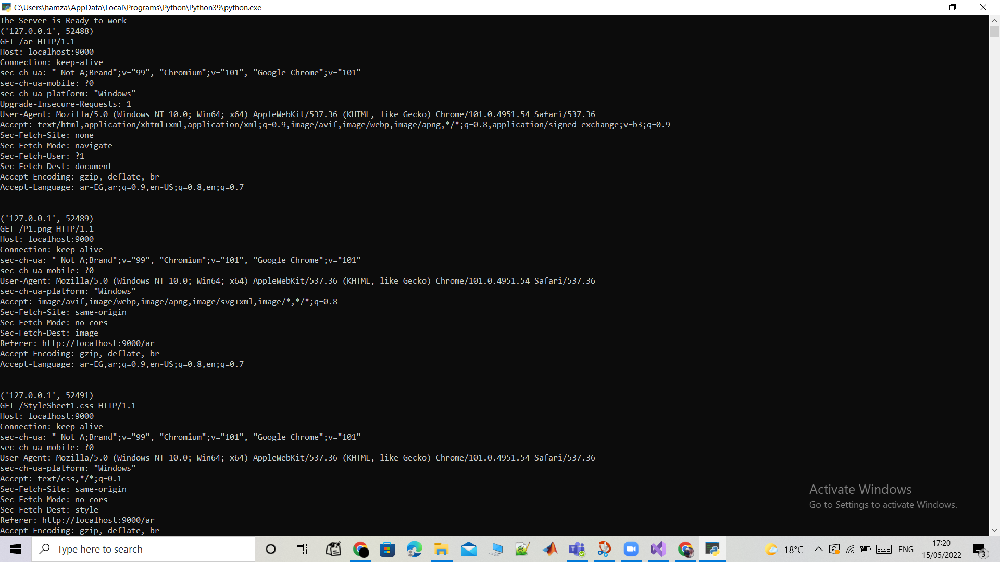 C:\Users\hamza\AppData\Local\Programs\Python\Python39\python.exe
The Server is Ready to work
('127.0.0.1', 52488)
GET /ar HTTP/1.1
Host: localhost:9000
Connection: keep-alive
sec-ch-ua: " Not A;Brand";v="99", "Chromium";v="101", "Google Chrome";v="101"
sec-ch-ua-mobile: ?0
sec-ch-ua-platform: "Windows"
Upgrade-Insecure-Requests: 1
User-Agent: Mozilla/5.0 (Windows NT 10.0; Win64; x64) AppleWebKit/537.36 (KHTML, like Gecko) Chrome/101.0.4951.54 Safari/537.36
Accept: text/html,application/xhtml+xml,application/xml;q=0.9,image/avif,image/webp,image/apng,*/*;q=0.8,application/signed-exchange;v=b3;q=0.9
Sec-Fetch-Site: none
Sec-Fetch-Mode: navigate
Sec-Fetch-User: ?1
Sec-Fetch-Dest: document
Accept-Encoding: gzip, deflate, br
Accept-Language: ar-EG,ar;q=0.9,en-US;q=0.8,en;q=0.7
('127.0.0.1', 52489)
GET /P1.png HTTP/1.1
Host: localhost:9000
Connection: keep-alive
sec-ch-ua: " Not A;Brand";v="99", "Chromium";v="101", "Google Chrome";v="101"
sec-ch-ua-mobile: ?0
User-Agent: Mozilla/5.0 (Windows NT 10.0; Win64; x64) AppleWebKit/537.36 (KHTML, like Gecko) Chrome/101.0.4951.54 Safari/537.36
sec-ch-ua-platform: "Windows"
Accept: image/avif,image/webp,image/apng,image/svg+xml,image/*,*/*;q=0.8
Sec-Fetch-Site: same-origin
Sec-Fetch-Mode: no-cors
Sec-Fetch-Dest: image
Referer: http://localhost:9000/ar
Accept-Encoding: gzip, deflate, br
Accept-Language: ar-EG,ar;q=0.9,en-US;q=0.8,en;q=0.7
('127.0.0.1', 52491)
GET /StyleSheet1.css HTTP/1.1
Host: localhost:9000
Connection: keep-alive
sec-ch-ua: " Not A;Brand";v="99", "Chromium";v="101", "Google Chrome";v="101"
sec-ch-ua-mobile: ?0
User-Agent: Mozilla/5.0 (Windows NT 10.0; Win64; x64) AppleWebKit/537.36 (KHTML, like Gecko) Chrome/101.0.4951.54 Safari/537.36
sec-ch-ua-platform: "Windows"
Accept: text/css,*/*;q=0.1
Sec-Fetch-Site: same-origin
Sec-Fetch-Mode: no-cors
Sec-Fetch-Dest: style
Referer: http://localhost:9000/ar
Accept-Encoding: gzip, deflate, br
Activate Windows
Go to Settings to activate Windows.
Type here to search
18°C
ENG
17:20
15/05/2022
3